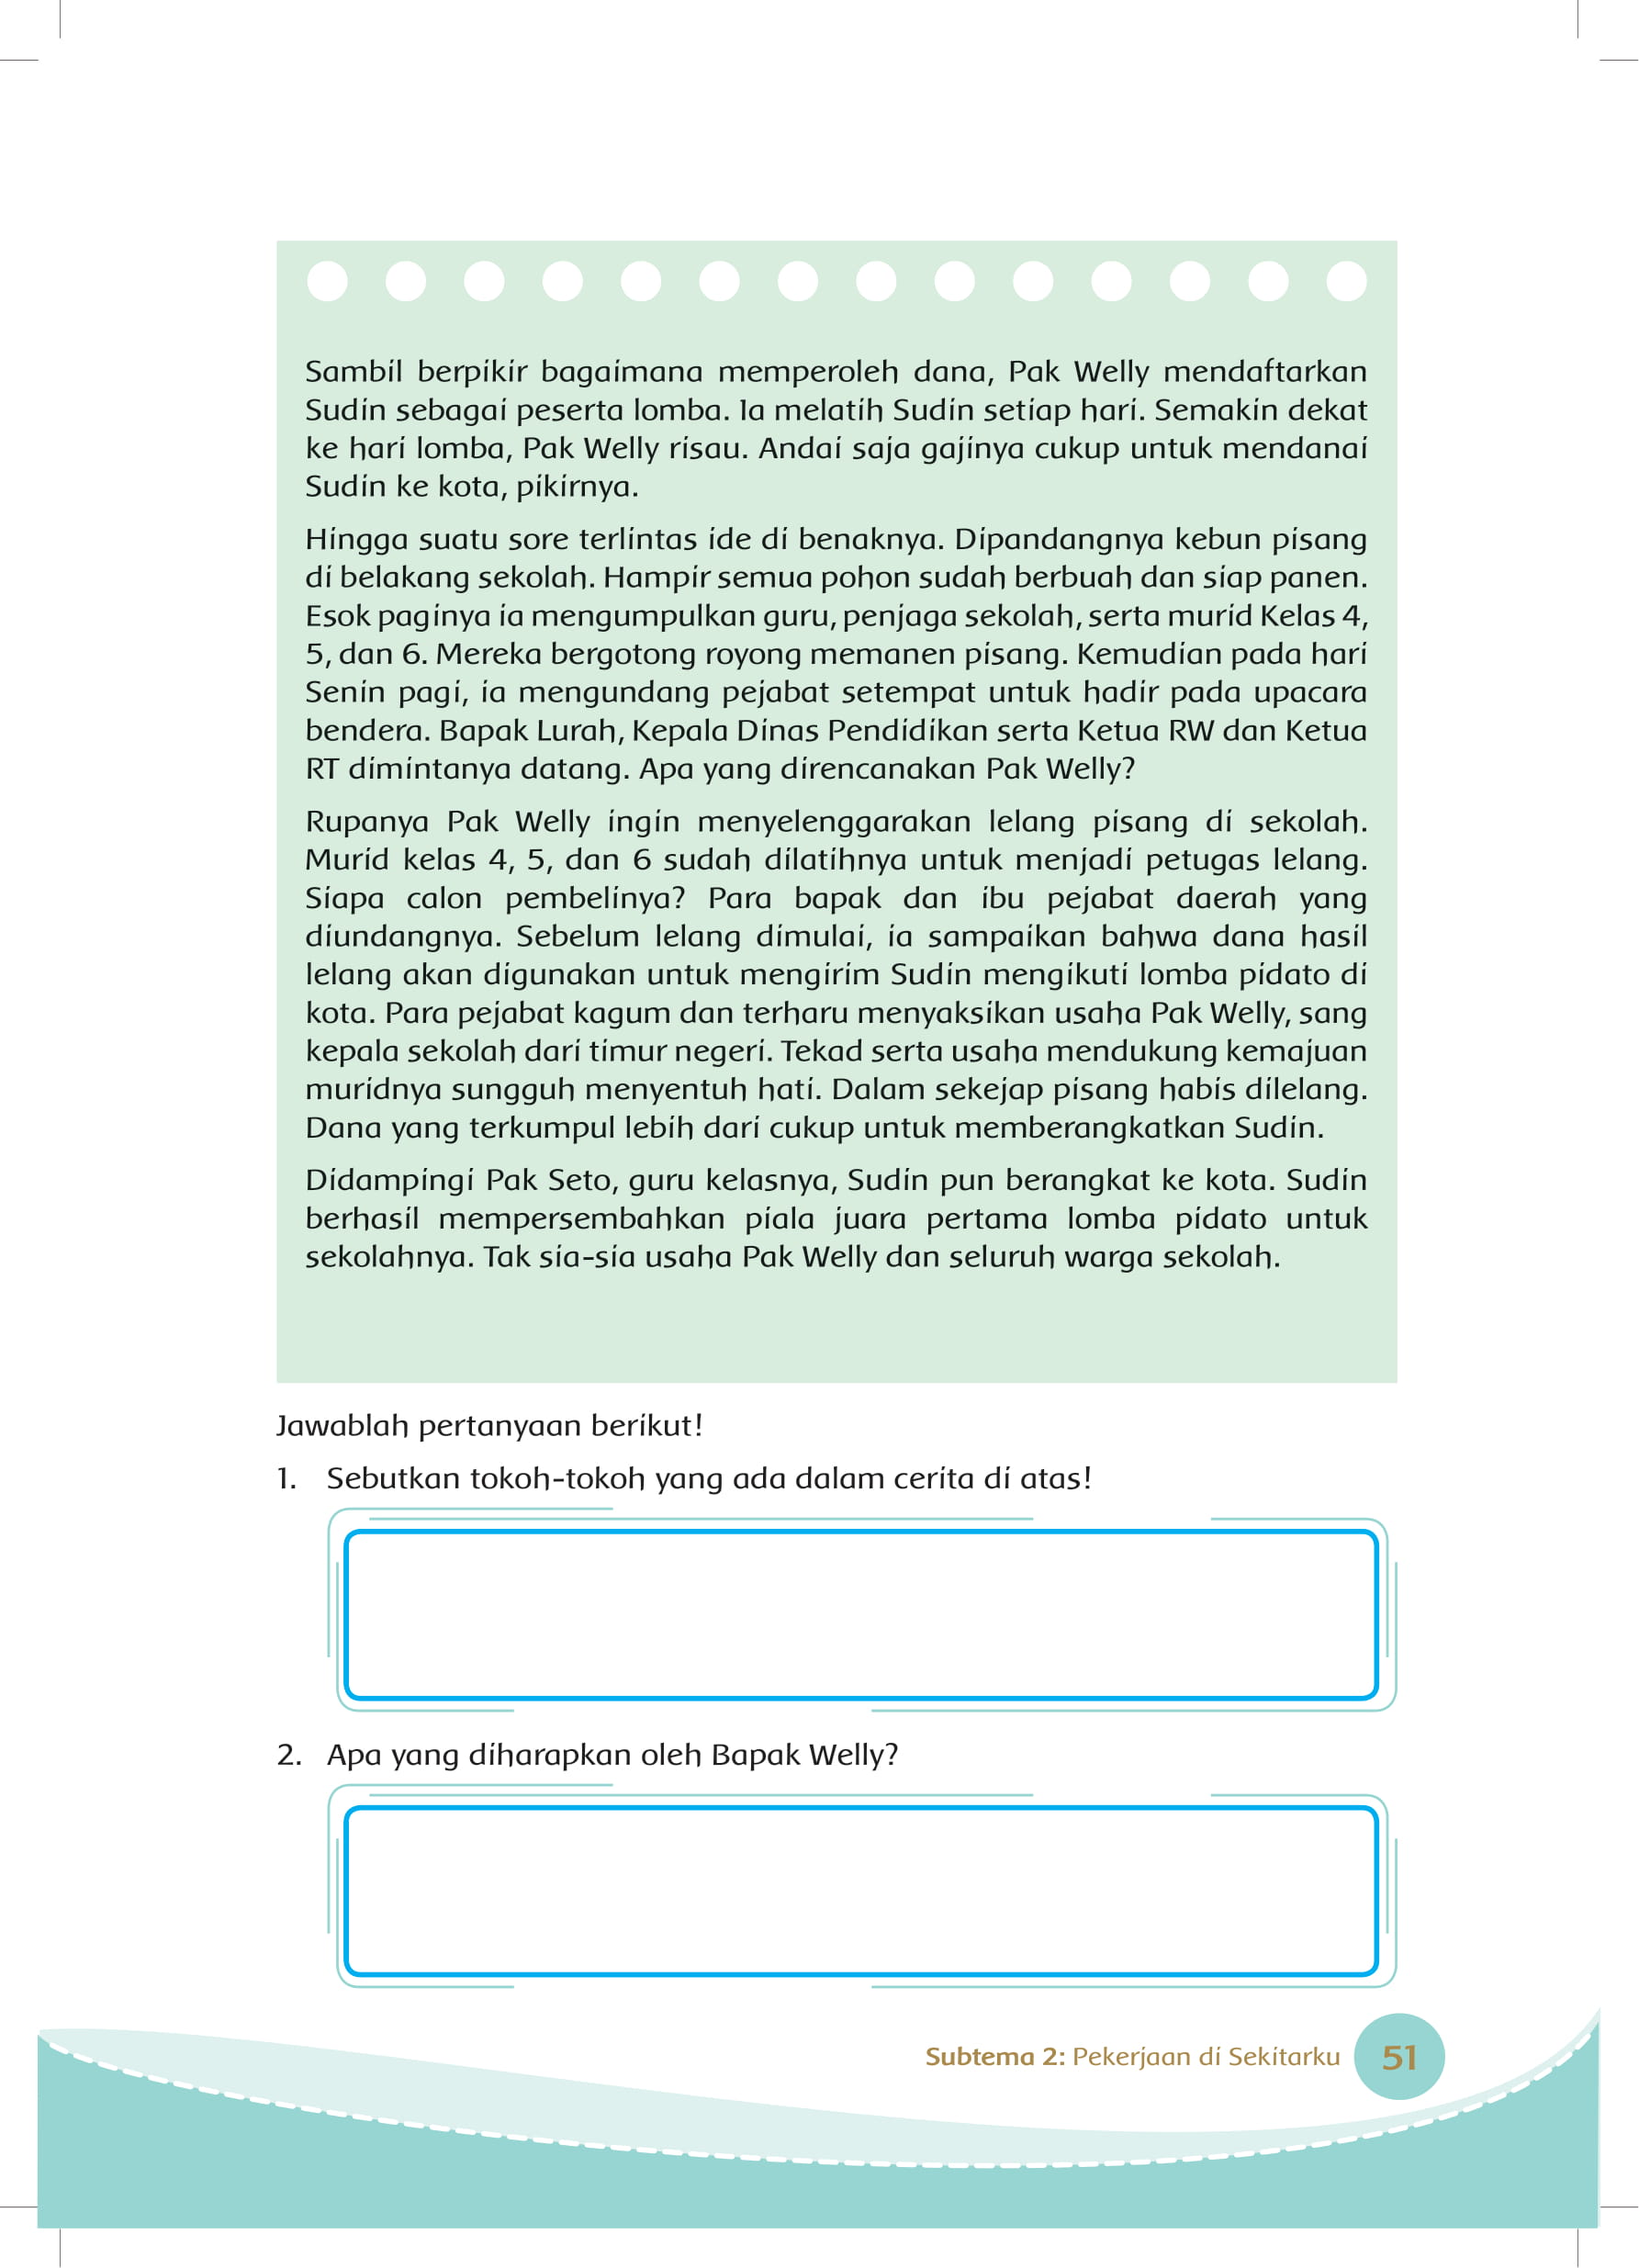 Sambil berpikir bagaimana memperoleh dana, Pak Welly mendaftarkan
Sudin sebagai peserta lomba. Ia melatih Sudin setiap hari. Semakin dekat
ke hari lomba, Pak Welly risau. Andai saja gajinya cukup untuk mendanai
Sudin ke kota, pikirnya.
Hingga suatu sore terlintas ide di benaknya. Dipandangnya kebun pisang
di belakang sekolah. Hampir semua pohon sudah berbuah dan siap panen.
Esok paginya ia mengumpulkan guru, penjaga sekolah, serta murid Kelas 4,
5, dan 6. Mereka bergotong royong memanen pisang. Kemudian pada hari
Senin pagi, ia mengundang pejabat setempat untuk hadir pada upacara
bendera. Bapak Lurah, Kepala Dinas Pendidikan serta Ketua RW dan Ketua
RT dimintanya datang. Apa yang direncanakan Pak Welly?
Rupanya Pak Welly ingin menyelenggarakan lelang pisang di sekolah.
Murid kelas 4, 5, dan 6 sudah dilatihnya untuk menjadi petugas lelang.
Siapa calon pembelinya? Para bapak dan ibu pejabat daerah yang
diundangnya. Sebelum lelang dimulai, ia sampaikan bahwa dana hasil
lelang akan digunakan untuk mengirim Sudin mengikuti lomba pidato di
kota. Para pejabat kagum dan terharu menyaksikan usaha Pak Welly, sang
kepala sekolah dari timur negeri. Tekad serta usaha mendukung kemajuan
muridnya sungguh menyentuh hati. Dalam sekejap pisang habis dilelang.
Dana yang terkumpul lebih dari cukup untuk memberangkatkan Sudin.
Didampingi Pak Seto, guru kelasnya, Sudin pun berangkat ke kota. Sudin
berhasil mempersembahkan piala juara pertama lomba pidato untuk
sekolahnya. Tak sia-sia usaha Pak Welly dan seluruh warga sekolah.
Jawablah pertanyaan berikut!
1. Sebutkan tokoh-tokoh yang ada dalam cerita di atas!
2. Apa yang diharapkan oleh Bapak Welly?
Subtema 2: Pekerjaan di Sekitarku 51